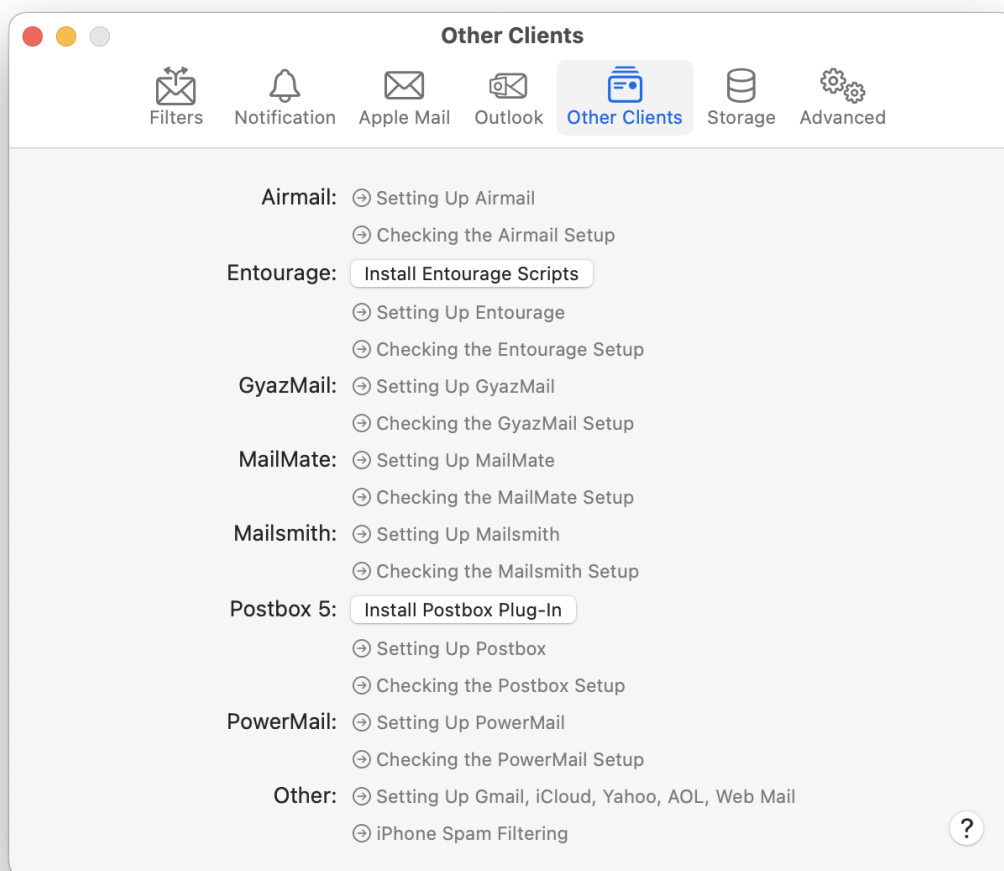 Other Clients
Filters Notification Apple Mail Outlook Other Clients Storage Advanced
Airmail: Setting Up Airmail
Checking the Airmail Setup
Entourage: Install Entourage Scripts
Setting Up Entourage
Checking the Entourage Setup
GyazMail: Setting Up GyazMail
Checking the GyazMail Setup
MailMate: Setting Up MailMate
Checking the MailMate Setup
Mailsmith: Setting Up Mailsmith
Checking the Mailsmith Setup
Postbox 5: Install Postbox Plug-In
Setting Up Postbox
Checking the Postbox Setup
PowerMail: Setting Up PowerMail
Checking the PowerMail Setup
Other: Setting Up Gmail, iCloud, Yahoo, AOL, Web Mail
iPhone Spam Filtering
?